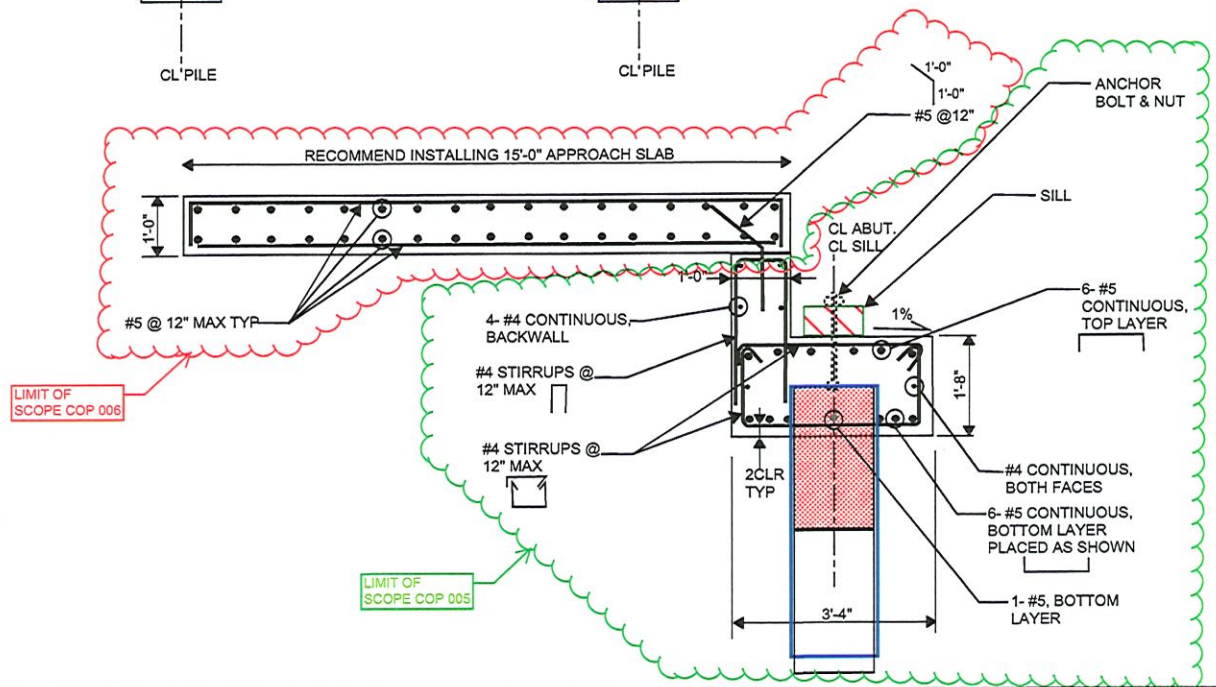 CL PILE
CL PILE
1'-0"
1'-0"
#5 @12"
ANCHOR
BOLT & NUT
RECOMMEND INSTALLING 15'-0" APPROACH SLAB
1'-0"
SILL
CL ABUT.
CL SILL
1'-0"
#5 @ 12" MAX TYP
4- #4 CONTINUOUS,
BACKWALL
1%
6- #5
CONTINUOUS,
TOP LAYER
#4 STIRRUPS @
12" MAX
1'-8"
LIMIT OF
SCOPE COP 006
#4 STIRRUPS @
12" MAX
2CLR
TYP
#4 CONTINUOUS,
BOTH FACES
6- #5 CONTINUOUS,
BOTTOM LAYER
PLACED AS SHOWN
LIMIT OF
SCOPE COP 005
3'-4"
1- #5, BOTTOM
LAYER